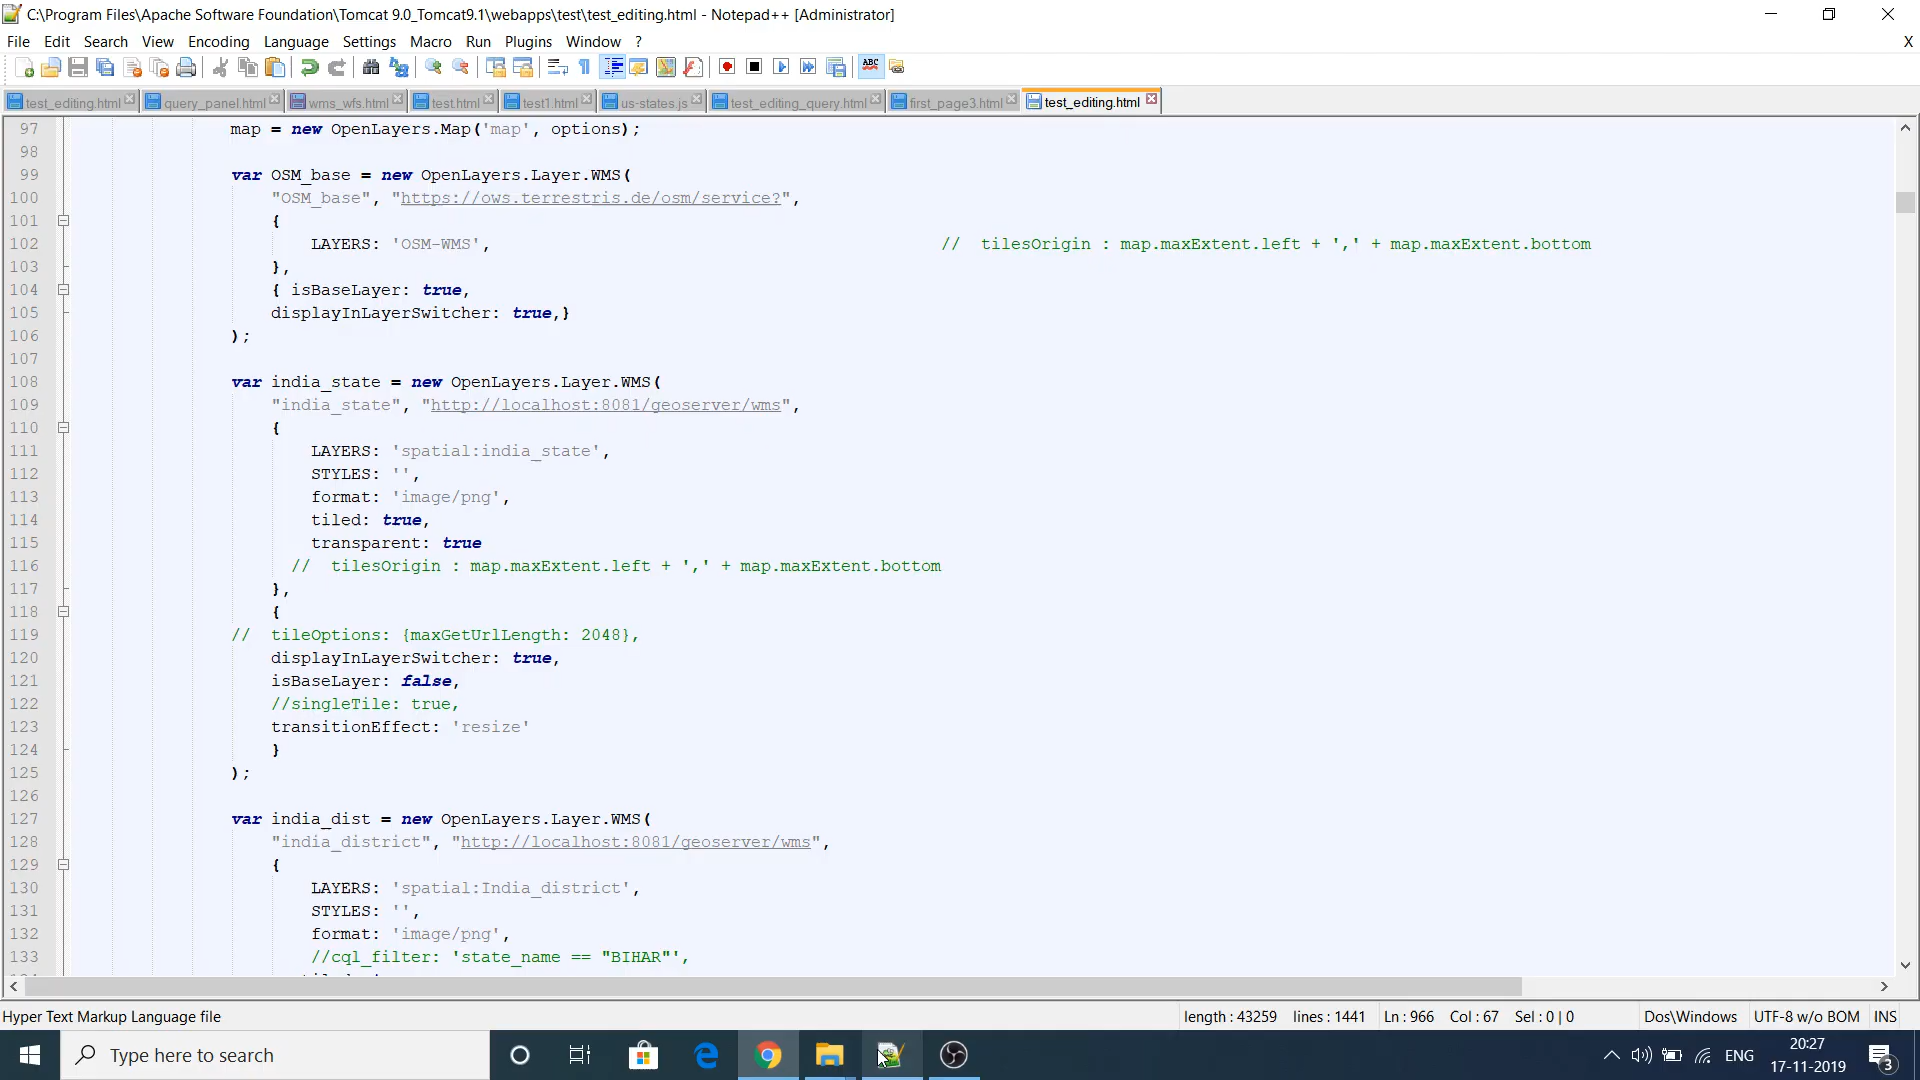 C:\Program Files\Apache Software Foundation\Tomcat 9.0_Tomcat9.1\webapps\test\test_editing.html - Notepad++ [Administrator]
File Edit Search View Encoding Language Settings Macro Run Plugins Window ? X
ABC
test_editing.html query_panel.html wms_wfs.html test.html test1.html us-states.js test_editing_query.html first_page3.html test_editing.html
97 map = new OpenLayers.Map('map', options);
98
99 var OSM_base = new OpenLayers.Layer.WMS(
100 "OSM_base", "https://ows.terrestris.de/osm/service?",
101 {
102 LAYERS: 'OSM-WMS', // tilesOrigin : map.maxExtent.left + ',' + map.maxExtent.bottom
103 },
104 { isBaseLayer: true,
105 displayInLayerSwitcher: true,}
106 );
107
108 var india_state = new OpenLayers.Layer.WMS(
109 "india_state", "http://localhost:8081/geoserver/wms",
110 {
111 LAYERS: 'spatial:india_state',
112 STYLES: '',
113 format: 'image/png',
114 tiled: true,
115 transparent: true
116 // tilesOrigin : map.maxExtent.left + ',' + map.maxExtent.bottom
117 },
118 {
119 // tileOptions: {maxGetUrlLength: 2048},
120 displayInLayerSwitcher: true,
121 isBaseLayer: false,
122 //singleTile: true,
123 transitionEffect: 'resize'
124 }
125 );
126
127 var india_dist = new OpenLayers.Layer.WMS(
128 "india_district", "http://localhost:8081/geoserver/wms",
129 {
130 LAYERS: 'spatial:India_district',
131 STYLES: '',
132 format: 'image/png',
133 //cql_filter: 'state_name == "BIHAR"',
Hyper Text Markup Language file length : 43259 lines : 1441 Ln : 966 Col : 67 Sel : 0 | 0 Dos\Windows UTF-8 w/o BOM INS
Type here to search
ENG
20:27
17-11-2019
3